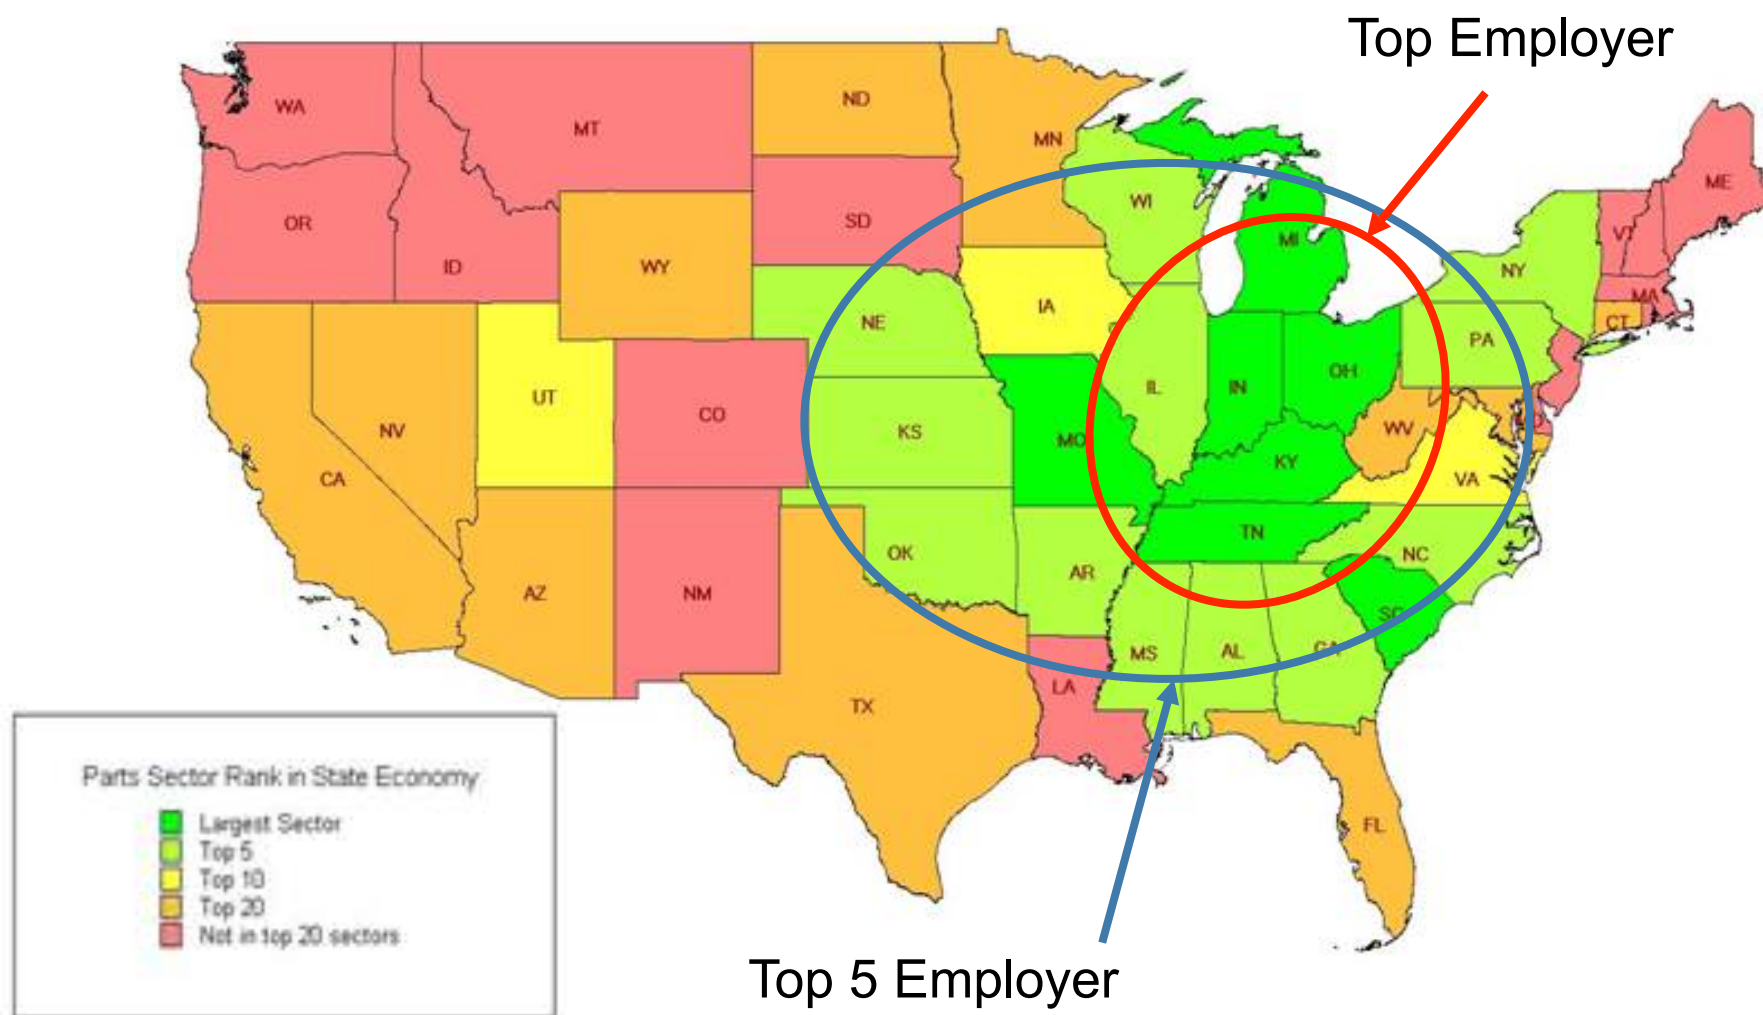 Top Employer
WA
MT
ND
MN
ME
OR
ID
WY
SD
WI
MI
NY
VT
MA
CT
NE
IA
PA
NV
UT
CO
KS
MO
IL
IN
OH
WV
VA
KY
CA
AZ
NM
OK
AR
TN
NC
SC
TX
LA
MS
AL
GA
FL
Parts Sector Rank in State Economy
Largest Sector
Top 5
Top 10
Top 20
Not in top 20 sectors
Top 5 Employer